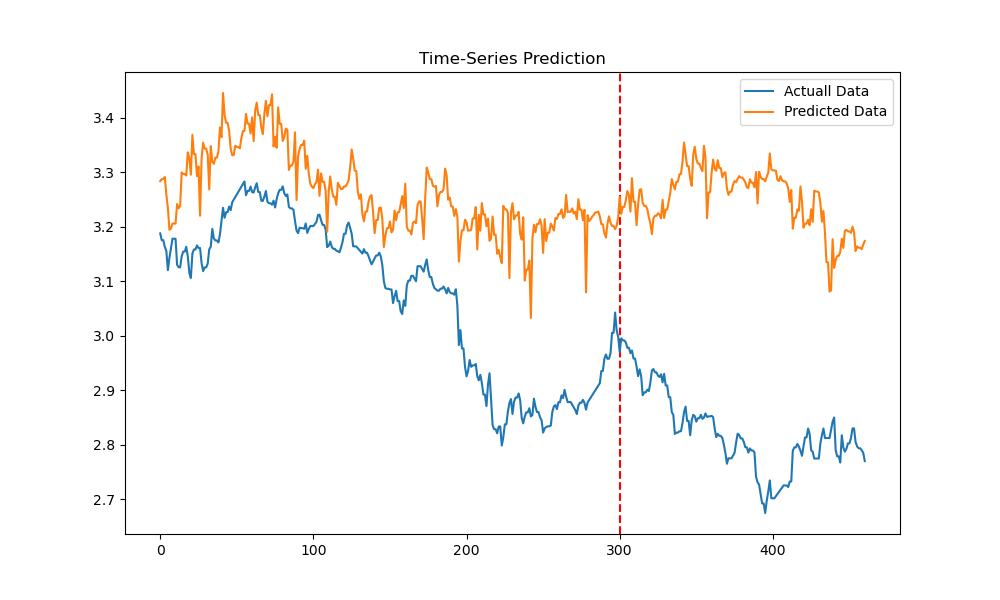 Time-Series Prediction
Actuall Data
Predicted Data
3.4
3.3
3.2
3.1
3.0
2.9
2.8
2.7
0 100 200 300 400